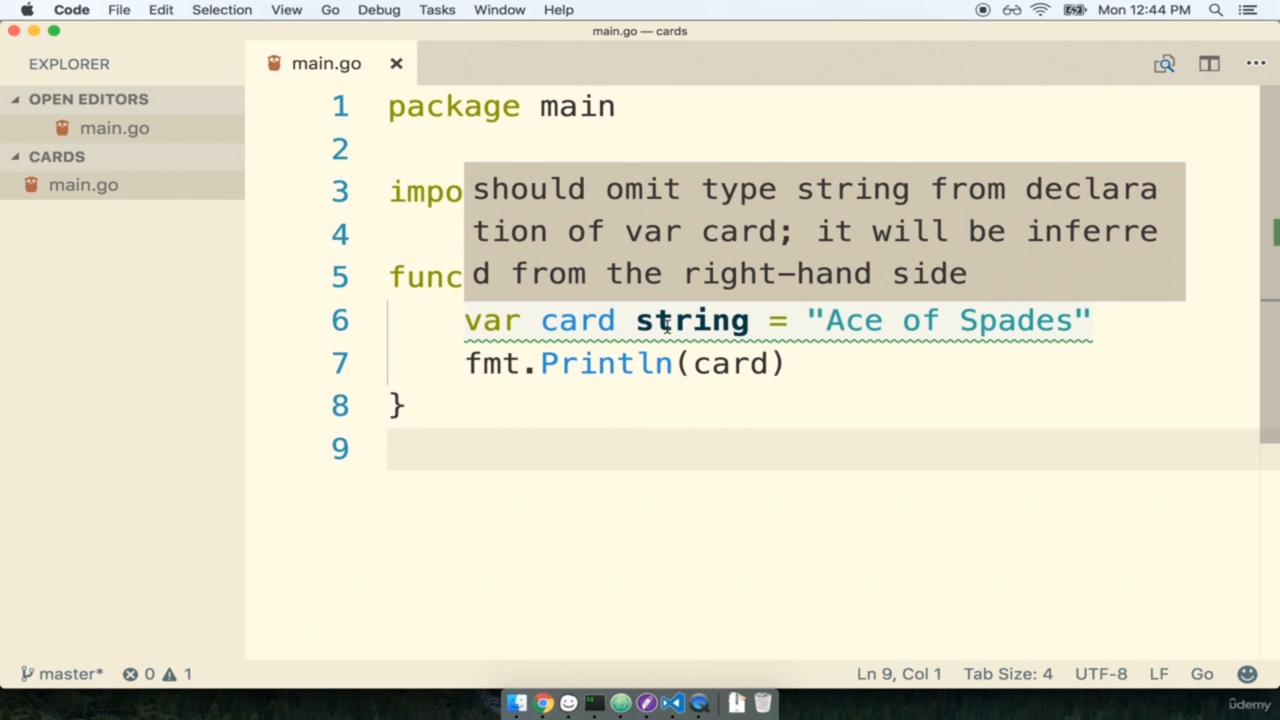 Code File Edit Selection View Go Debug Tasks Window Help Mon 12:44 PM
main.go — cards
EXPLORER
main.go
OPEN EDITORS
main.go
CARDS
main.go
1 package main
2
3 impo
should omit type string from declara
tion of var card; it will be inferre
d from the right-hand side
4
5 func
6 var card string = "Ace of Spades"
7 fmt.Println(card)
8 }
9
master* 0 1 Ln 9, Col 1 Tab Size: 4 UTF-8 LF Go
ûdemy